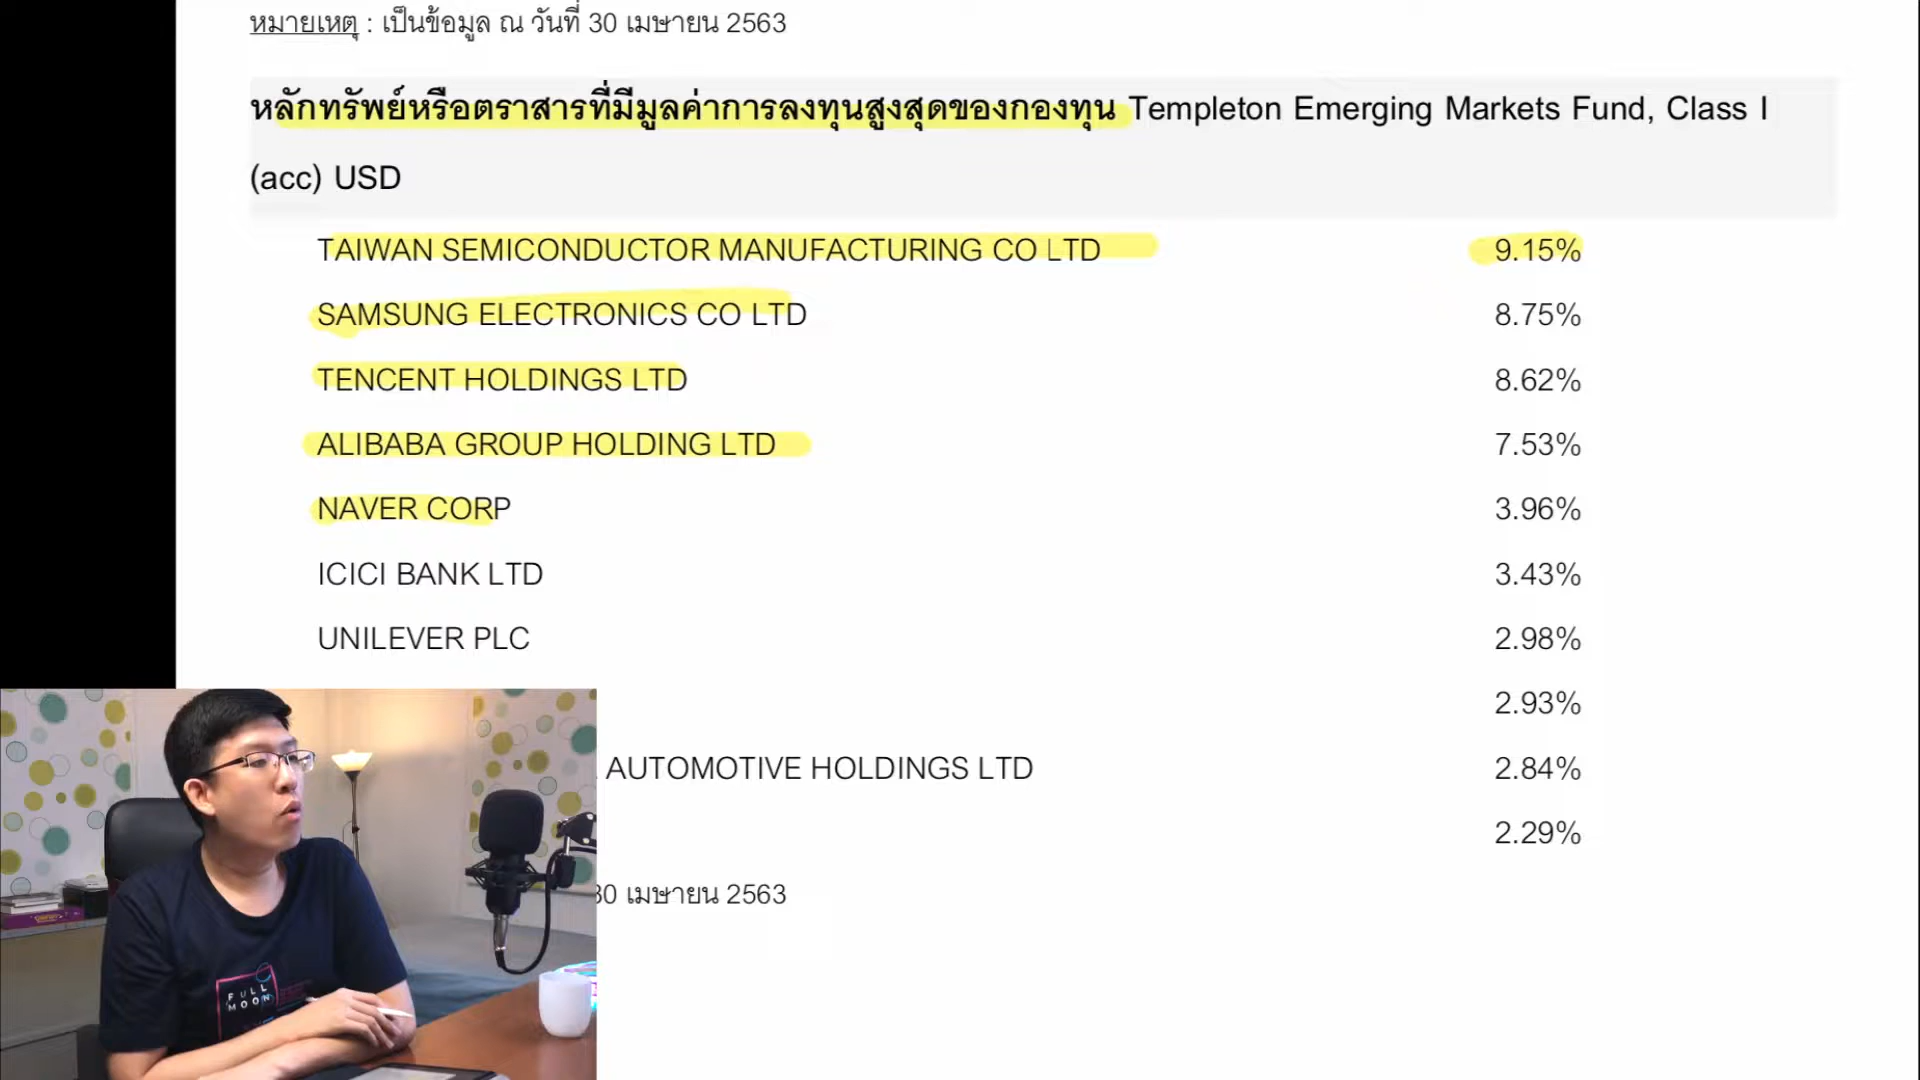 หมายเหตุ : เป็นข้อมูล ณ วันที่ 30 เมษายน 2563
หลักทรัพย์หรือตราสารที่มีมูลค่าการลงทุนสูงสุดของกองทุน Templeton Emerging Markets Fund, Class I
(acc) USD
TAIWAN SEMICONDUCTOR MANUFACTURING CO LTD 9.15%
SAMSUNG ELECTRONICS CO LTD 8.75%
TENCENT HOLDINGS LTD 8.62%
ALIBABA GROUP HOLDING LTD 7.53%
NAVER CORP 3.96%
ICICI BANK LTD 3.43%
UNILEVER PLC 2.98%
2.93%
AUTOMOTIVE HOLDINGS LTD 2.84%
2.29%
30 เมษายน 2563
FULL
MOON